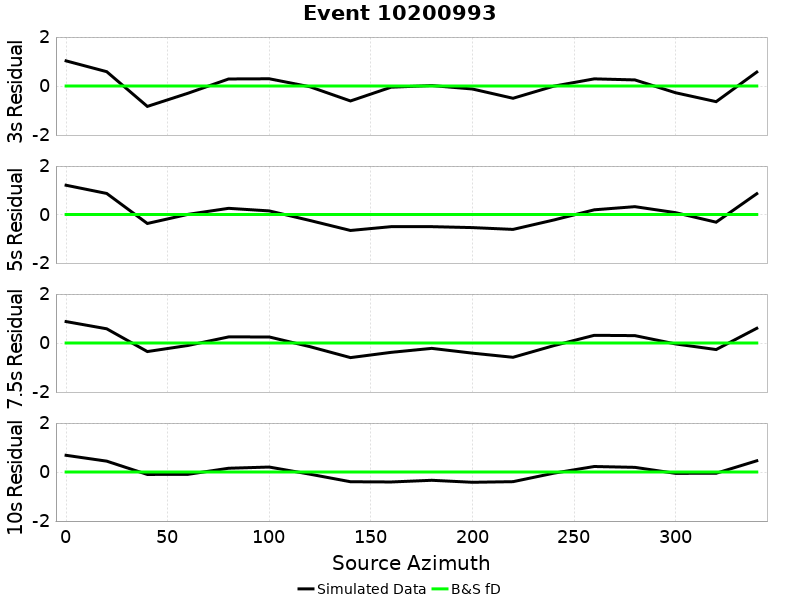 Event 10200993
3s Residual
2
0
-2
5s Residual
2
0
-2
7.5s Residual
2
0
-2
10s Residual
2
0
-2
0 50 100 150 200 250 300
Source Azimuth
Simulated Data B&S fD